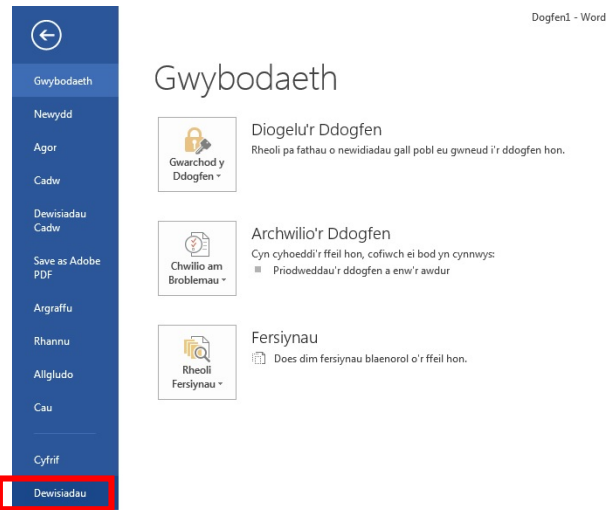 Dogfen1 - Word
Gwybodaeth
Newydd
Agor
Cadw
Dewisiadau
Cadw
Save as Adobe
PDF
Argraffu
Rhannu
Allgludo
Cau
Cyfrif
Dewisiadau
Gwybodaeth
Gwarchod y
Ddogfen
Diogelu'r Ddogfen
Rheoli pa fathau o newidiadau gall pobl eu gwneud i'r ddogfen hon.
Chwilio am
Broblemau
Archwilio'r Ddogfen
Cyn cyhoeddi'r ffeil hon, cofiwch ei bod yn cynnwys:
Priodweddau'r ddogfen a enw'r awdur
Rheoli
Fersiynau
Fersiynau
Does dim fersiynau blaenorol o'r ffeil hon.